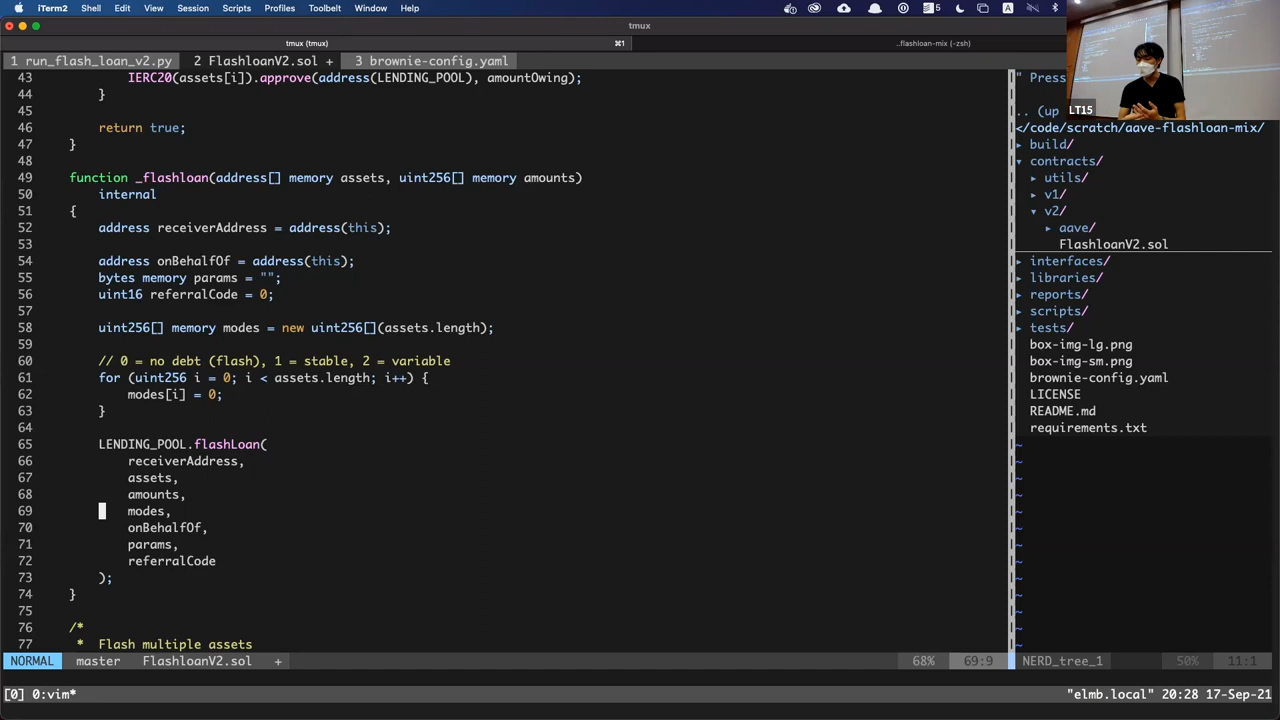 iTerm2 Shell Edit View Session Scripts Profiles Toolbelt Window Help
tmux
tmux (tmux) ⌘1 ..flashloan-mix (-zsh)
1 run_flash_loan_v2.py 2 FlashloanV2.sol + 3 brownie-config.yaml
43 IERC20(assets[i]).approve(address(LENDING_POOL), amountOwing);
44 }
45
46 return true;
47 }
48
49 function _flashloan(address[] memory assets, uint256[] memory amounts)
50 internal
51 {
52 address receiverAddress = address(this);
53
54 address onBehalfOf = address(this);
55 bytes memory params = "";
56 uint16 referralCode = 0;
57
58 uint256[] memory modes = new uint256[](assets.length);
59
60 // 0 = no debt (flash), 1 = stable, 2 = variable
61 for (uint256 i = 0; i < assets.length; i++) {
62 modes[i] = 0;
63 }
64
65 LENDING_POOL.flashLoan(
66 receiverAddress,
67 assets,
68 amounts,
69 modes,
70 onBehalfOf,
71 params,
72 referralCode
73 );
74 }
75
76 /*
77 * Flash multiple assets
NORMAL master FlashloanV2.sol + 68% 69:9
" Press
.. (up
</code/scratch/aave-flashloan-mix/
▸ build/
▾ contracts/
▸ utils/
▸ v1/
▾ v2/
▸ aave/
FlashloanV2.sol
▸ interfaces/
▸ libraries/
▸ reports/
▸ scripts/
▸ tests/
box-img-lg.png
box-img-sm.png
brownie-config.yaml
LICENSE
README.md
requirements.txt
~
~
~
~
~
~
~
~
~
~
~
~
~
NERD_tree_1 50% 11:1
[0] 0:vim* "elmb.local" 20:28 17-Sep-21
LT15